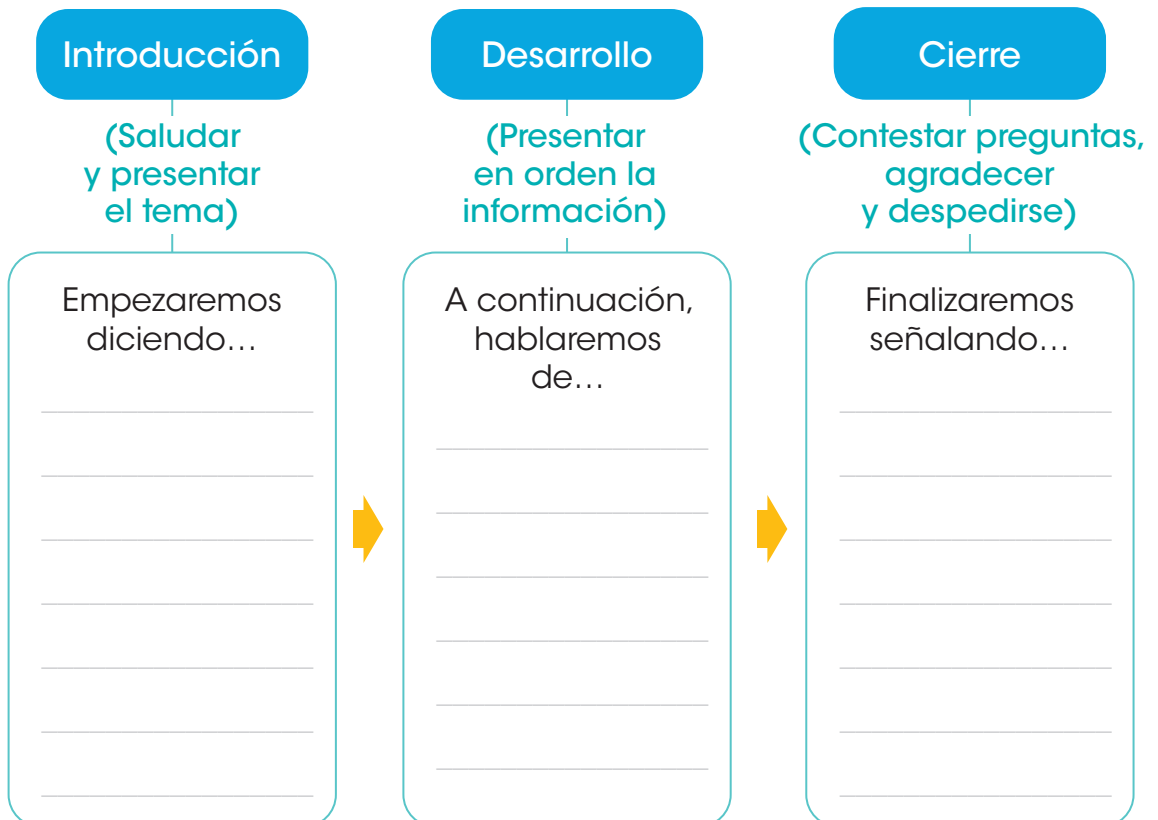 Introducción
(Saludar
y presentar
el tema)
Empezaremos
diciendo…
Desarrollo
(Presentar
en orden la
información)
A continuación,
hablaremos
de…
Cierre
(Contestar preguntas,
agradecer
y despedirse)
Finalizaremos
señalando…